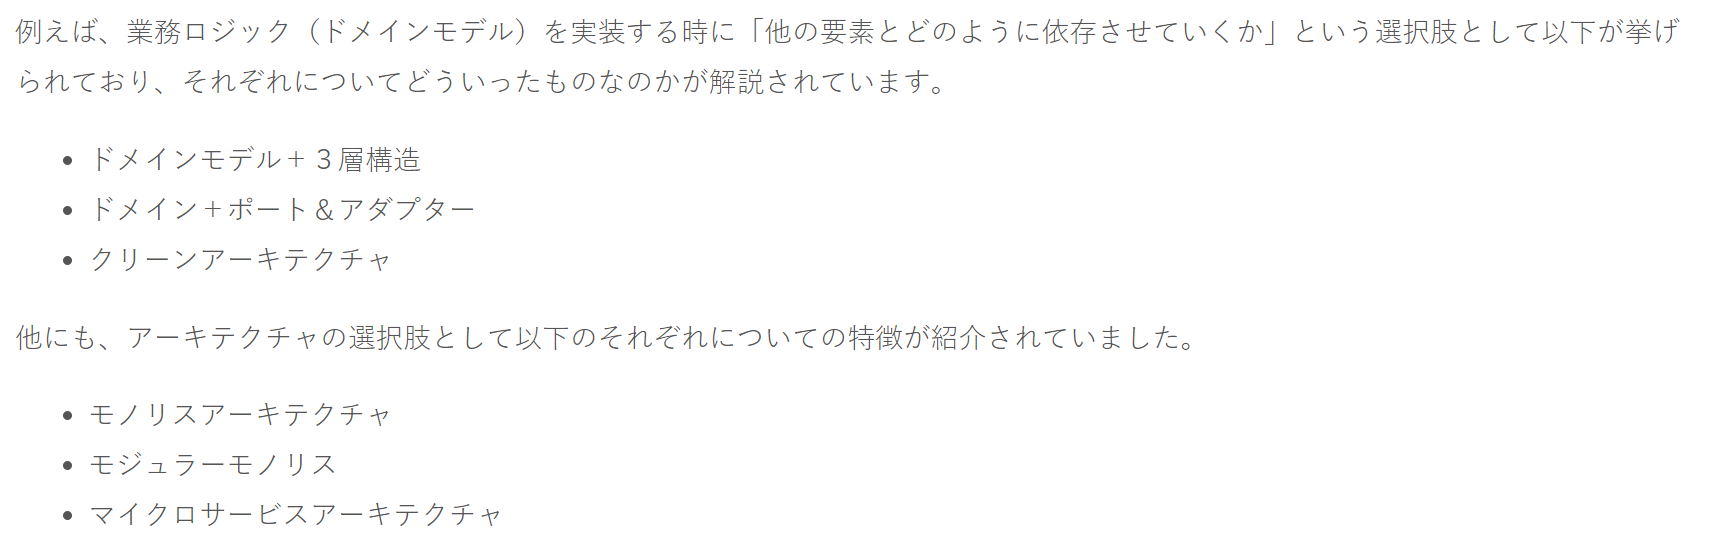 例えば、業務ロジック（ドメインモデル）を実装する時に「他の要素とどのように依存させていくか」という選択肢として以下が挙げ
られており、それぞれについてどういったものなのかが解説されています。
• ドメインモデル＋３層構造
• ドメイン＋ポート＆アダプター
• クリーンアーキテクチャ
他にも、アーキテクチャの選択肢として以下のそれぞれについての特徴が紹介されていました。
• モノリスアーキテクチャ
• モジュラーモノリス
• マイクロサービスアーキテクチャ